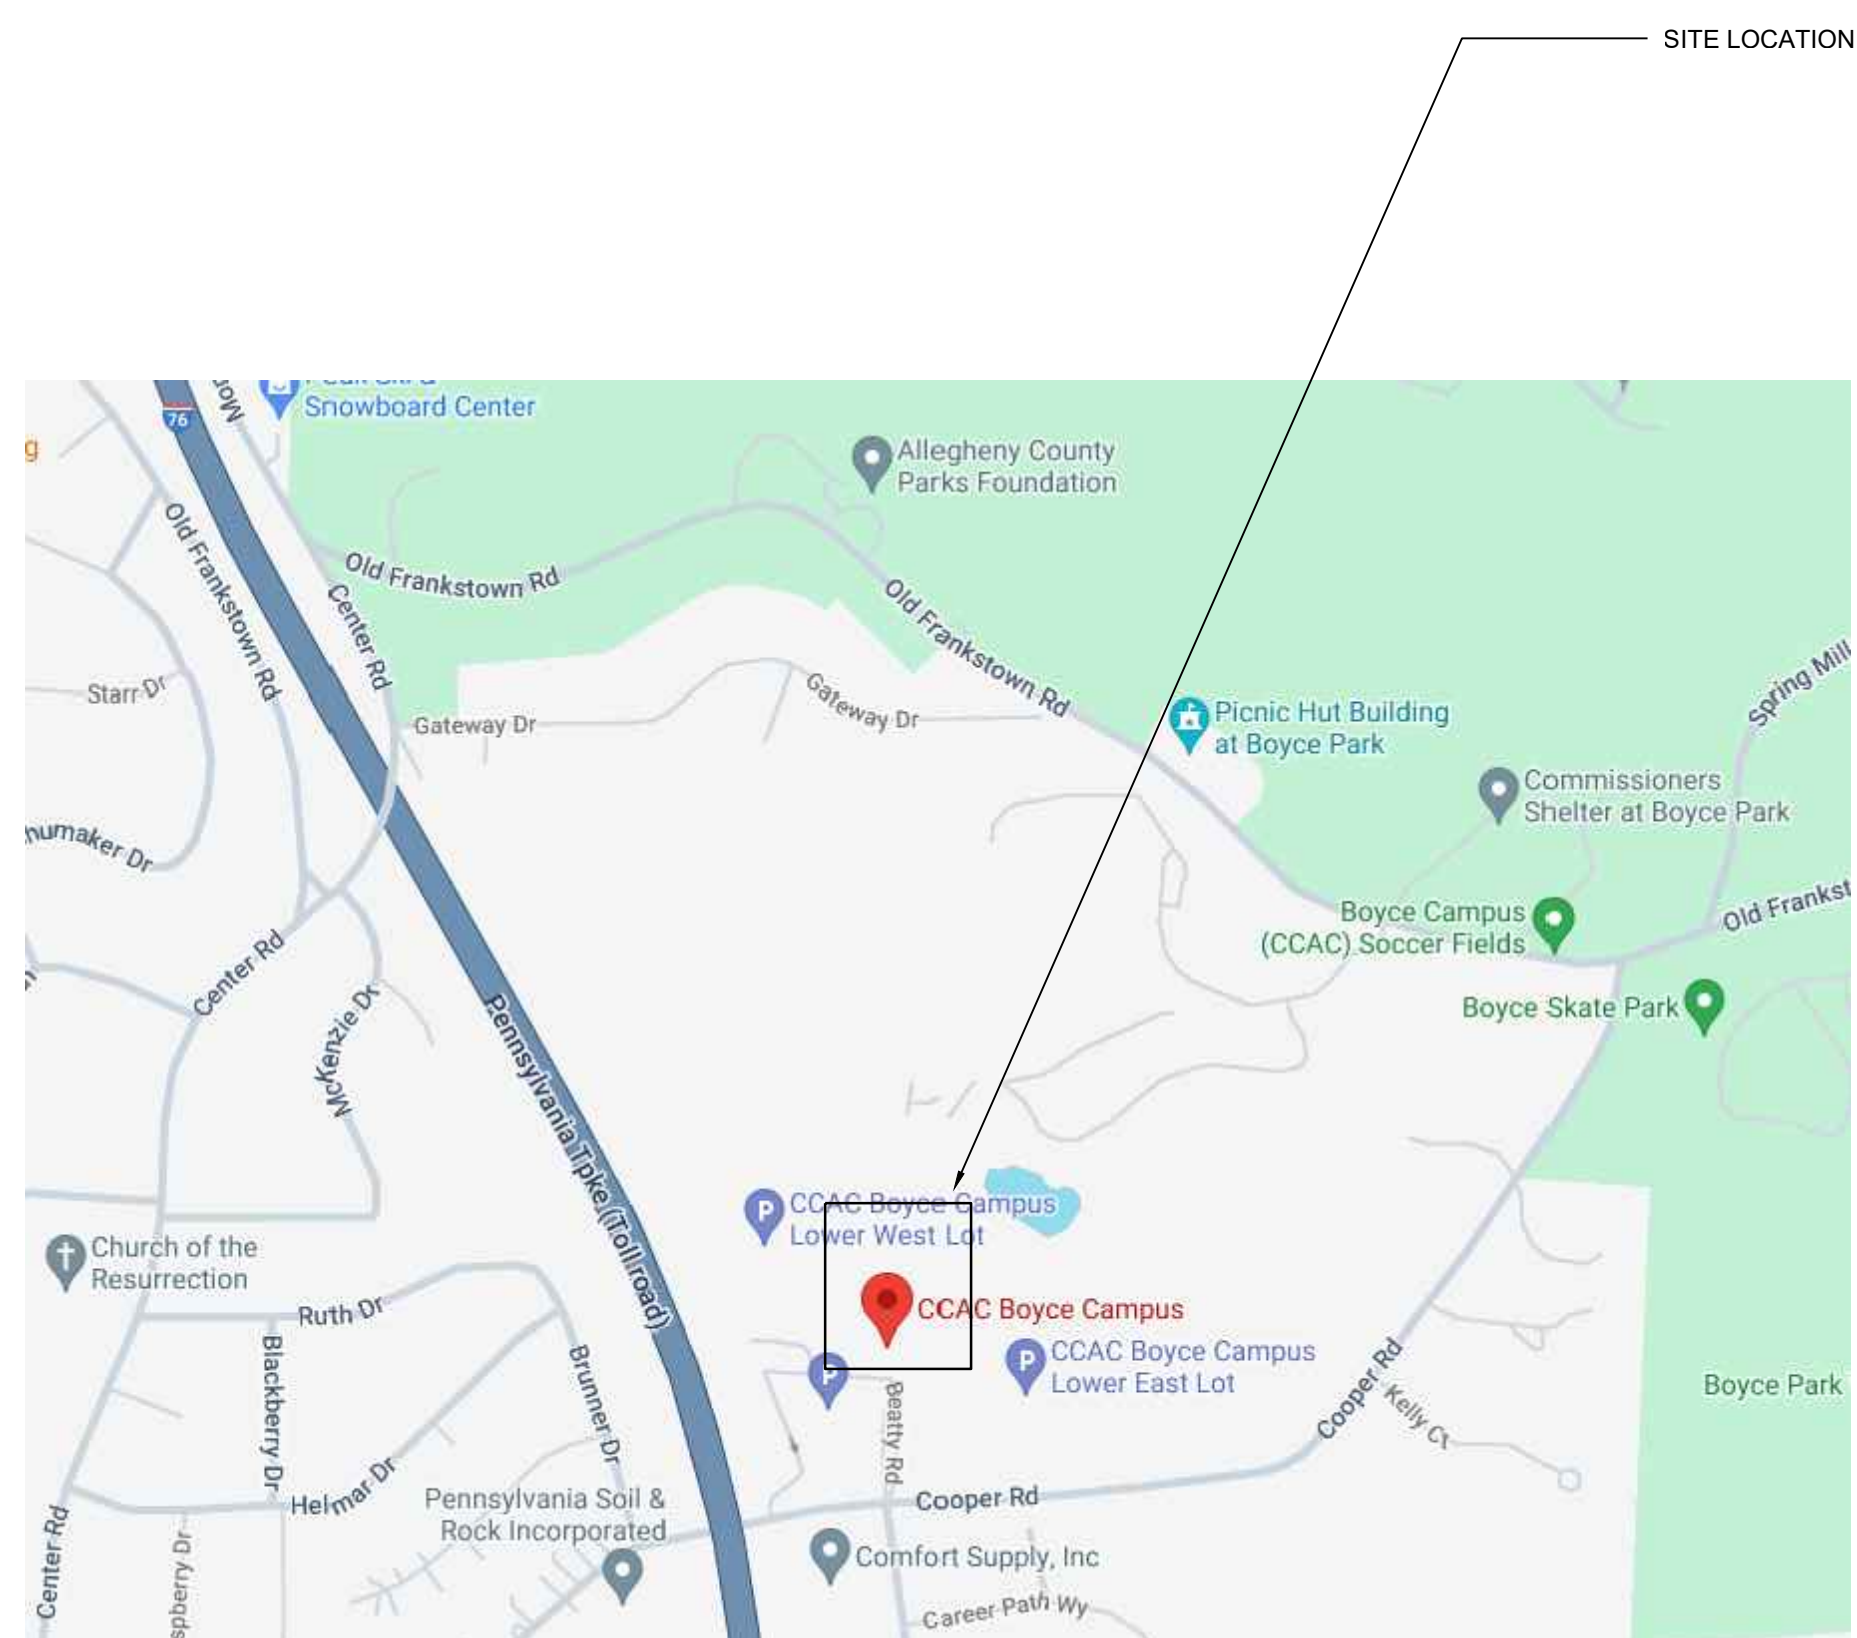 SITE LOCATION
Snowboard Center
76
Allegheny County
Parks Foundation
Old Frankstown Rd
Old Frankstown Rd
Center Rd
Old Frankstown Rd
Starr Dr
Gateway Dr
Gateway Dr
Picnic Hut Building
at Boyce Park
Spring Mill
Commissioners
Shelter at Boyce Park
humaker Dr
Boyce Campus
(CCAC) Soccer Fields
Old Frankst
Center Rd
McKenzie Dr
Boyce Skate Park
Pennsylvania Tpke (Toll road)
P
CCAC Boyce Campus
Lower West Lot
Church of the
Resurrection
CCAC Boyce Campus
Ruth Dr
Blackberry Dr
Brunner Dr
P
P
CCAC Boyce Campus
Lower East Lot
Beatty Rd
Cooper Rd
Kelly Ct
Boyce Park
Helmar Dr
Pennsylvania Soil &
Rock Incorporated
Cooper Rd
Center Rd
spberry Dr
Comfort Supply, Inc
Career Path Wy